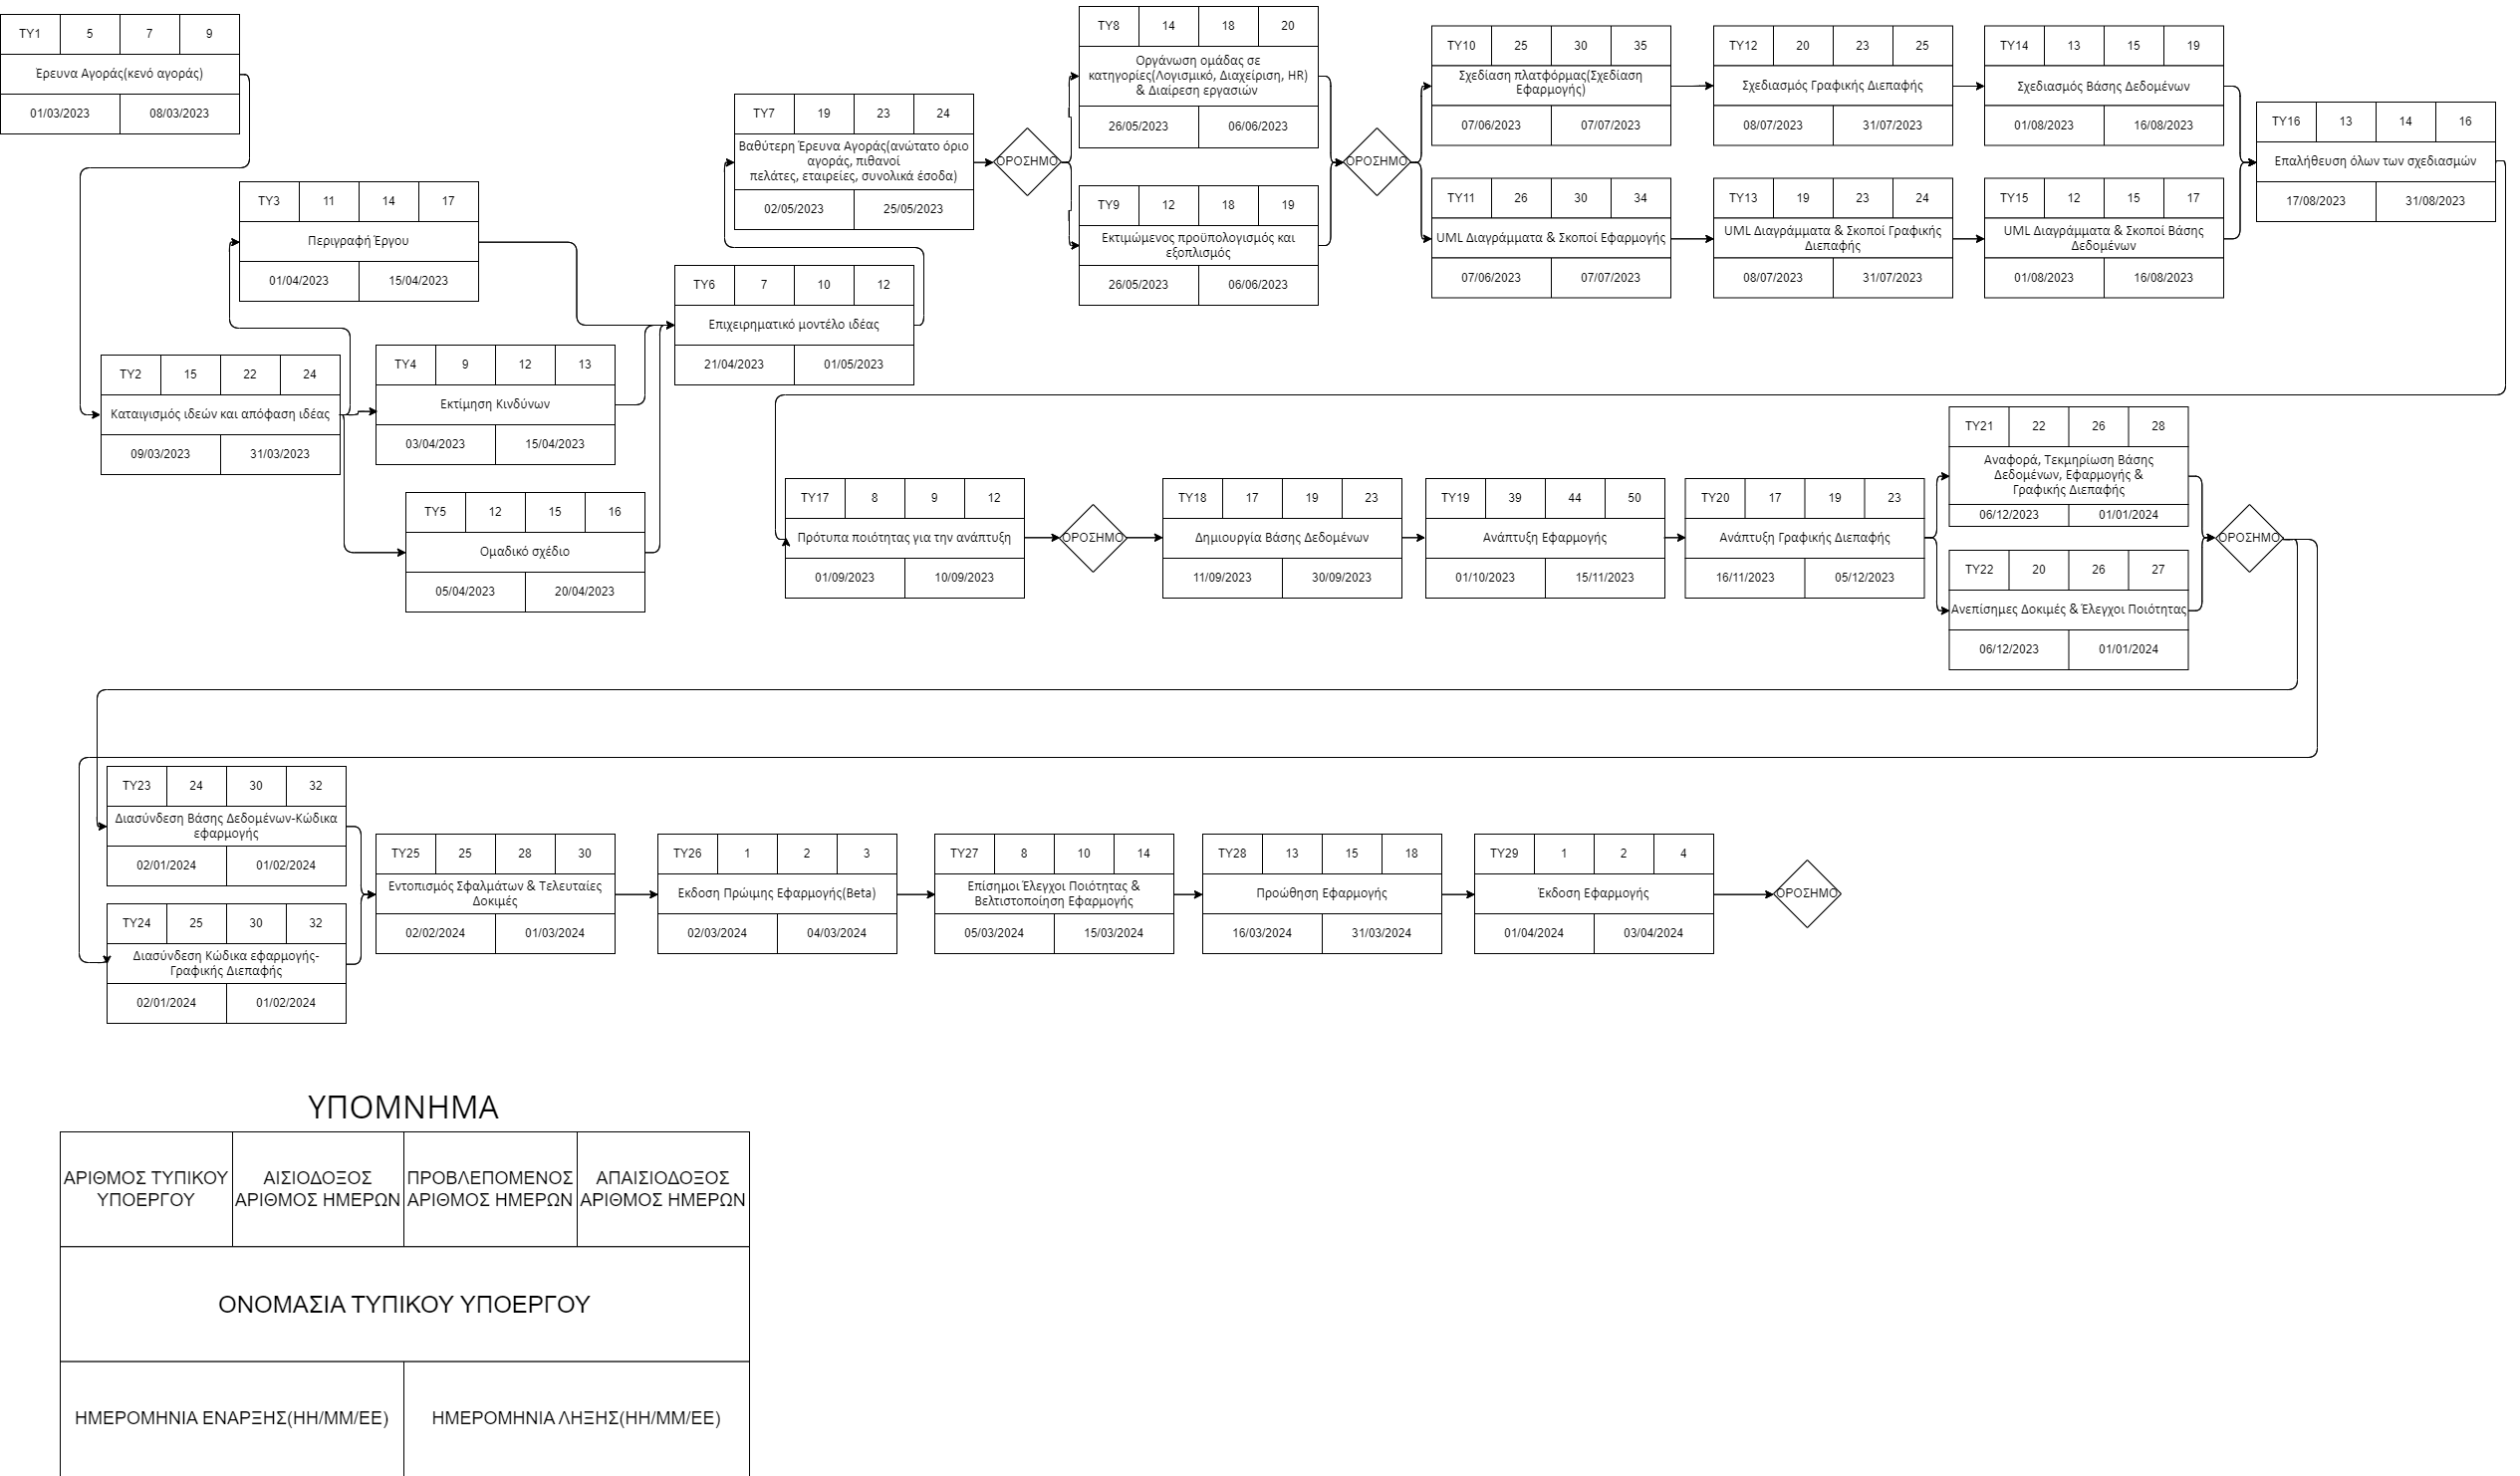 ΤΥ1 5 7 9
Έρευνα Αγοράς(κενό αγοράς)
01/03/2023 08/03/2023
ΤΥ2 15 22 24
Καταιγισμός ιδεών και απόφαση ιδέας
09/03/2023 31/03/2023
ΤΥ3 11 14 17
Περιγραφή Έργου
01/04/2023 15/04/2023
ΤΥ4 9 12 13
Εκτίμηση Κινδύνων
03/04/2023 15/04/2023
ΤΥ5 12 15 16
Ομαδικό σχέδιο
05/04/2023 20/04/2023
ΤΥ6 7 10 12
Επιχειρηματικό μοντέλο ιδέας
21/04/2023 01/05/2023
ΤΥ7 19 23 24
Βαθύτερη Έρευνα Αγοράς(ανώτατο όριο
αγοράς, πιθανοί
πελάτες, εταιρείες, συνολικά έσοδα)
02/05/2023 25/05/2023
ΟΡΟΣΗΜΟ
ΤΥ8 14 18 20
Οργάνωση ομάδας σε
κατηγορίες(Λογισμικό, Διαχείριση, HR)
& Διαίρεση εργασιών
26/05/2023 06/06/2023
ΤΥ9 12 18 19
Εκτιμώμενος προϋπολογισμός και
εξοπλισμός
26/05/2023 06/06/2023
ΟΡΟΣΗΜΟ
ΤΥ10 25 30 35
Σχεδίαση πλατφόρμας(Σχεδίαση
Εφαρμογής)
07/06/2023 07/07/2023
ΤΥ11 26 30 34
UML Διαγράμματα & Σκοποί Εφαρμογής
07/06/2023 07/07/2023
ΤΥ12 20 23 25
Σχεδιασμός Γραφικής Διεπαφής
08/07/2023 31/07/2023
ΤΥ13 19 23 24
UML Διαγράμματα & Σκοποί Γραφικής
Διεπαφής
08/07/2023 31/07/2023
ΤΥ14 13 15 19
Σχεδιασμός Βάσης Δεδομένων
01/08/2023 16/08/2023
ΤΥ15 12 15 17
UML Διαγράμματα & Σκοποί Βάσης
Δεδομένων
01/08/2023 16/08/2023
ΤΥ16 13 14 16
Επαλήθευση όλων των σχεδιασμών
17/08/2023 31/08/2023
ΤΥ17 8 9 12
Πρότυπα ποιότητας για την ανάπτυξη
01/09/2023 10/09/2023
ΟΡΟΣΗΜΟ
ΤΥ18 17 19 23
Δημιουργία Βάσης Δεδομένων
11/09/2023 30/09/2023
ΤΥ19 39 44 50
Ανάπτυξη Εφαρμογής
01/10/2023 15/11/2023
ΤΥ20 17 19 23
Ανάπτυξη Γραφικής Διεπαφής
16/11/2023 05/12/2023
ΤΥ21 22 26 28
Αναφορά, Τεκμηρίωση Βάσης
Δεδομένων, Εφαρμογής &
Γραφικής Διεπαφής
06/12/2023 01/01/2024
ΤΥ22 20 26 27
Ανεπίσημες Δοκιμές & Έλεγχοι Ποιότητας
06/12/2023 01/01/2024
ΟΡΟΣΗΜΟ
ΤΥ23 24 30 32
Διασύνδεση Βάσης Δεδομένων-Κώδικα
εφαρμογής
02/01/2024 01/02/2024
ΤΥ24 25 30 32
Διασύνδεση Κώδικα εφαρμογής-
Γραφικής Διεπαφής
02/01/2024 01/02/2024
ΤΥ25 25 28 30
Εντοπισμός Σφαλμάτων & Τελευταίες
Δοκιμές
02/02/2024 01/03/2024
ΤΥ26 1 2 3
Εκδοση Πρώιμης Εφαρμογής(Beta)
02/03/2024 04/03/2024
ΤΥ27 8 10 14
Επίσημοι Έλεγχοι Ποιότητας &
Βελτιστοποίηση Εφαρμογής
05/03/2024 15/03/2024
ΤΥ28 13 15 18
Προώθηση Εφαρμογής
16/03/2024 31/03/2024
ΤΥ29 1 2 4
Έκδοση Εφαρμογής
01/04/2024 03/04/2024
ΟΡΟΣΗΜΟ
ΥΠΟΜΝΗΜΑ
ΑΡΙΘΜΟΣ ΤΥΠΙΚΟΥ
ΥΠΟΕΡΓΟΥ
ΑΙΣΙΟΔΟΞΟΣ
ΑΡΙΘΜΟΣ ΗΜΕΡΩΝ
ΠΡΟΒΛΕΠΟΜΕΝΟΣ
ΑΡΙΘΜΟΣ ΗΜΕΡΩΝ
ΑΠΑΙΣΙΟΔΟΞΟΣ
ΑΡΙΘΜΟΣ ΗΜΕΡΩΝ
ΟΝΟΜΑΣΙΑ ΤΥΠΙΚΟΥ ΥΠΟΕΡΓΟΥ
ΗΜΕΡΟΜΗΝΙΑ ΕΝΑΡΞΗΣ(ΗΗ/ΜΜ/ΕΕ)
ΗΜΕΡΟΜΗΝΙΑ ΛΗΞΗΣ(ΗΗ/ΜΜ/ΕΕ)